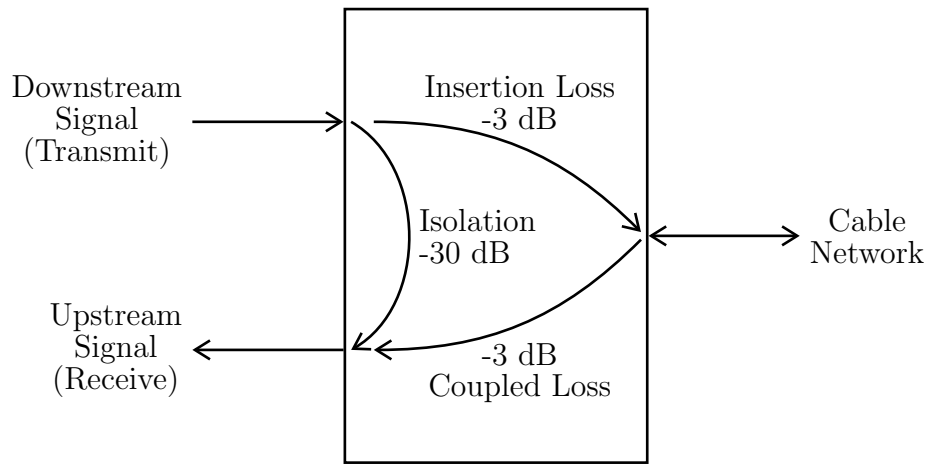 Downstream
Signal
(Transmit)
Insertion Loss
-3 dB
Isolation
-30 dB
Cable
Network
Upstream
Signal
(Receive)
-3 dB
Coupled Loss